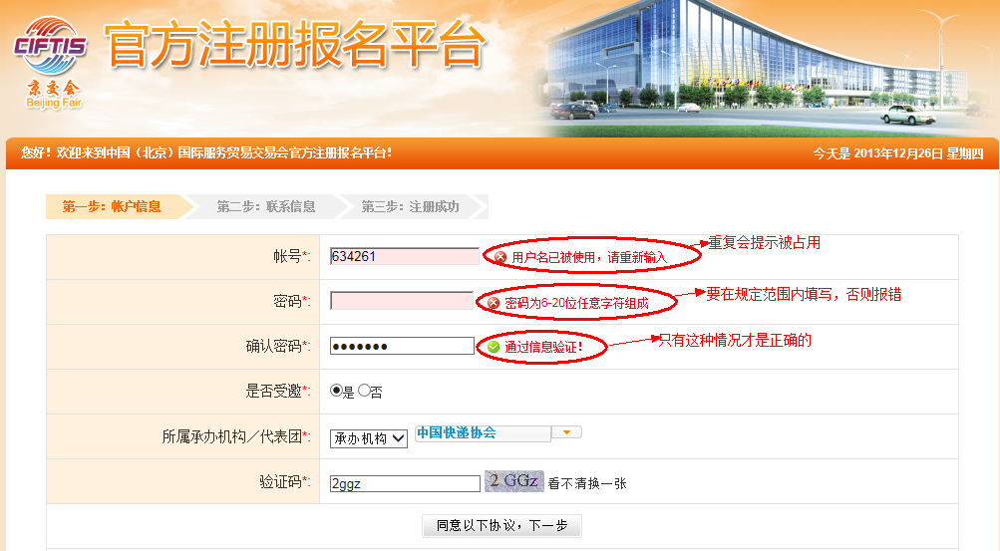 CIFTIS
京交会
Beijing Fair
官方注册报名平台
您好！欢迎来到中国（北京）国际服务贸易交易会官方注册报名平台！
今天是 2013年12月26日 星期四
第一步：帐户信息
第二步：联系信息
第三步：注册成功
帐号*: 634261 用户名已被使用，请重新输入 重复会提示被占用
密码*: 密码为6-20位任意字符组成 要在规定范围内填写，否则报错
确认密码*: ●●●●●●● 通过信息验证！ 只有这种情况才是正确的
是否受邀*: 是 否
所属承办机构／代表团*: 承办机构 中国快递协会
验证码*: 2ggz 2 GGz 看不清换一张
同意以下协议，下一步